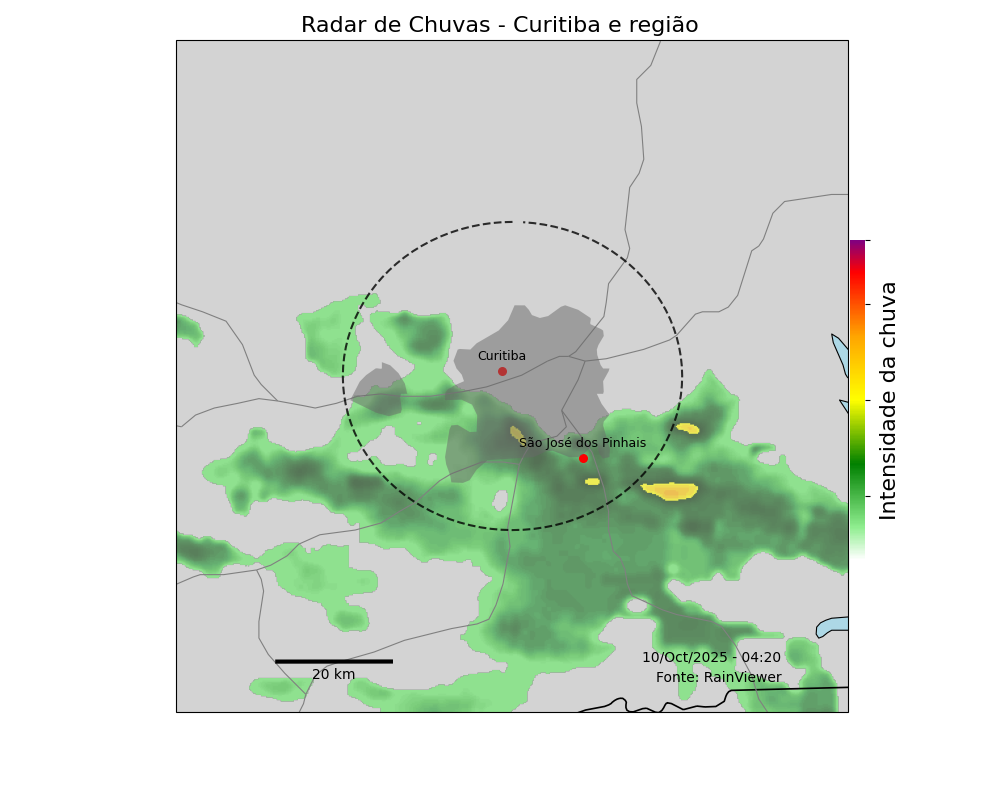 Radar de Chuvas - Curitiba e região
Curitiba
São José dos Pinhais
Intensidade da chuva
10/Oct/2025 - 04:20
Fonte: RainViewer
20 km